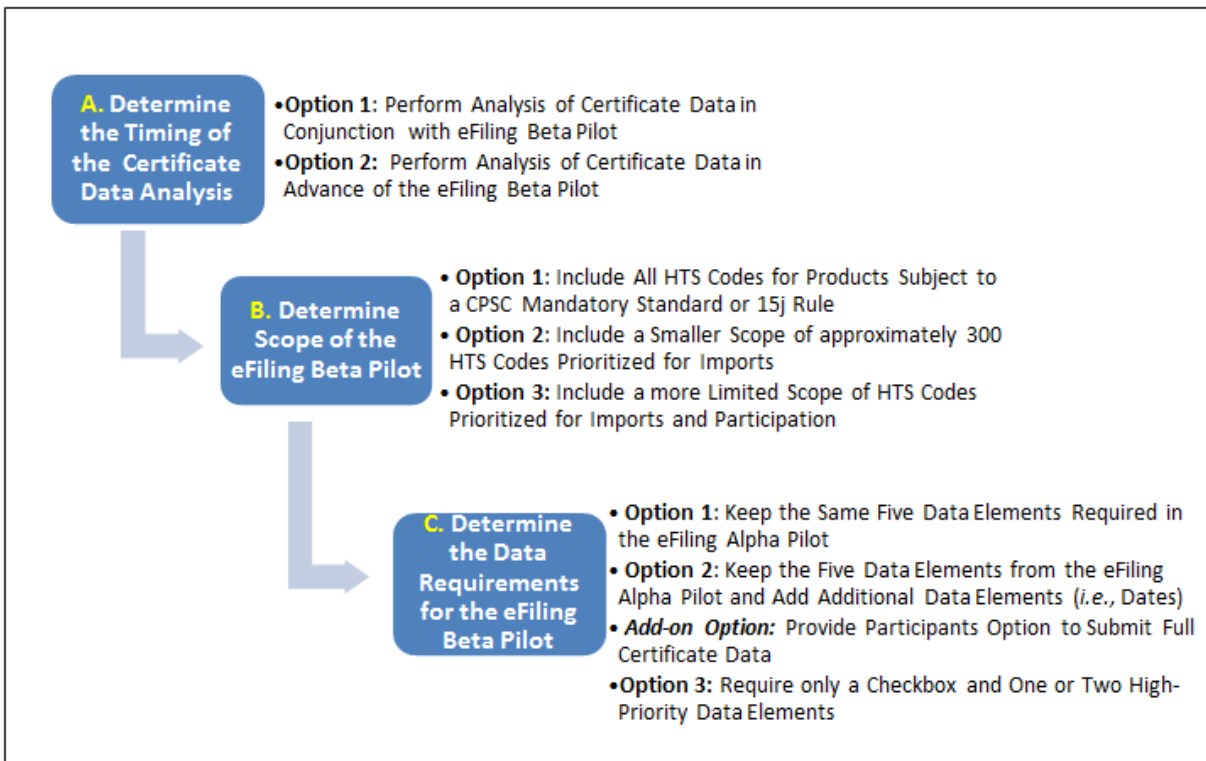 A. Determine
the Timing of
the Certificate
Data Analysis
•Option 1: Perform Analysis of Certificate Data in
Conjunction with eFiling Beta Pilot
•Option 2: Perform Analysis of Certificate Data in
Advance of the eFiling Beta Pilot
B. Determine
Scope of the
eFiling Beta Pilot
• Option 1: Include All HTS Codes for Products Subject to
a CPSC Mandatory Standard or 15j Rule
• Option 2: Include a Smaller Scope of approximately 300
HTS Codes Prioritized for Imports
• Option 3: Include a more Limited Scope of HTS Codes
Prioritized for Imports and Participation
C. Determine
the Data
Requirements
for the eFiling
Beta Pilot
• Option 1: Keep the Same Five Data Elements Required in
the eFiling Alpha Pilot
• Option 2: Keep the Five Data Elements from the eFiling
Alpha Pilot and Add Additional Data Elements (i.e., Dates)
• Add-on Option: Provide Participants Option to Submit Full
Certificate Data
•Option 3: Require only a Checkbox and One or Two High-
Priority Data Elements